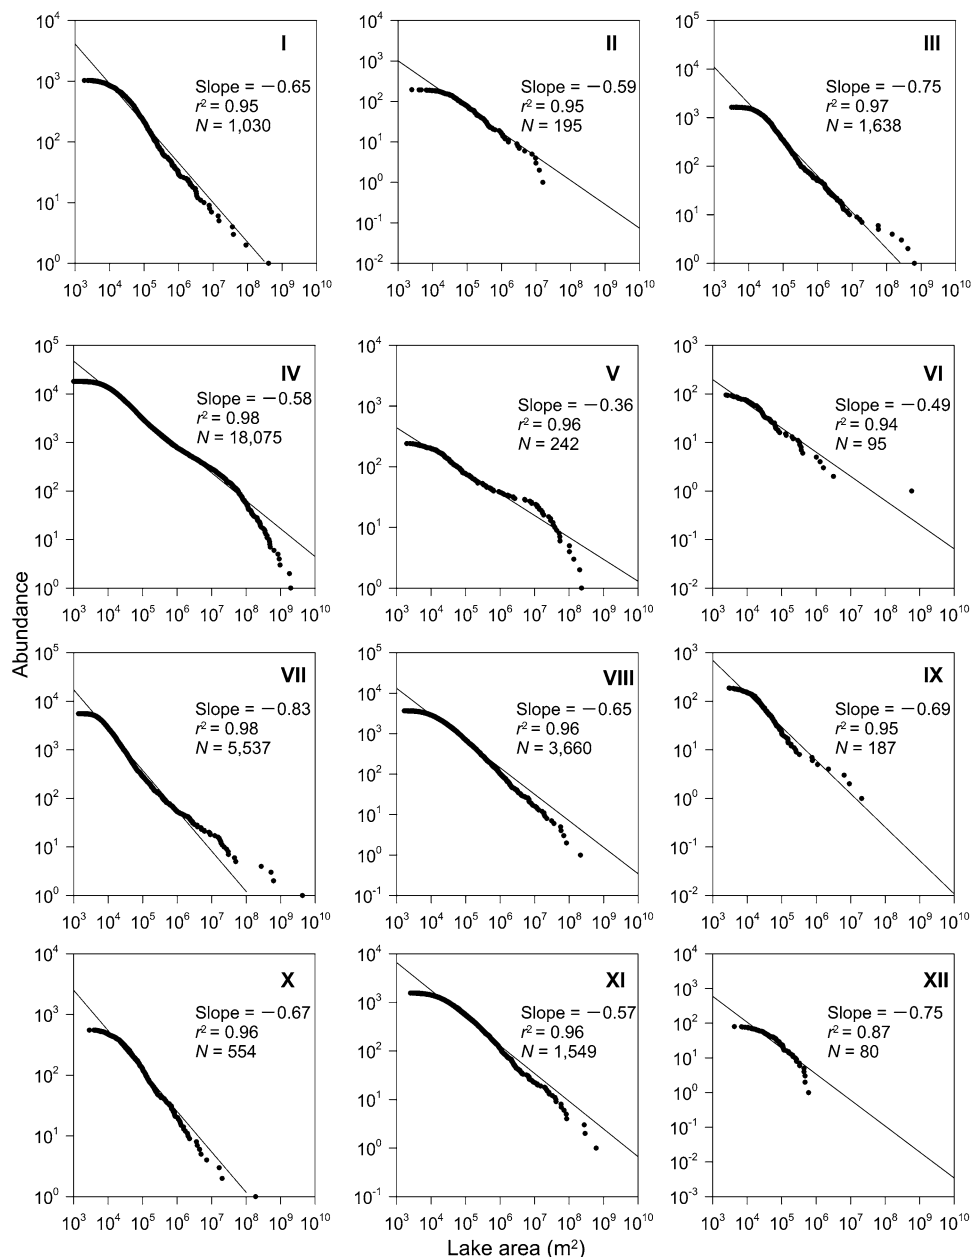 I
Slope = −0.65
r² = 0.95
N = 1,030
10⁴
10³
10²
10¹
10⁰
10³ 10⁴ 10⁵ 10⁶ 10⁷ 10⁸ 10⁹ 10¹⁰
II
Slope = −0.59
r² = 0.95
N = 195
10⁴
10³
10²
10¹
10⁰
10⁻¹
10⁻²
10³ 10⁴ 10⁵ 10⁶ 10⁷ 10⁸ 10⁹ 10¹⁰
III
Slope = −0.75
r² = 0.97
N = 1,638
10⁵
10⁴
10³
10²
10¹
10⁰
10³ 10⁴ 10⁵ 10⁶ 10⁷ 10⁸ 10⁹ 10¹⁰
IV
Slope = −0.58
r² = 0.98
N = 18,075
10⁵
10⁴
10³
10²
10¹
10⁰
10³ 10⁴ 10⁵ 10⁶ 10⁷ 10⁸ 10⁹ 10¹⁰
V
Slope = −0.36
r² = 0.96
N = 242
10⁴
10³
10²
10¹
10⁰
10³ 10⁴ 10⁵ 10⁶ 10⁷ 10⁸ 10⁹ 10¹⁰
VI
Slope = −0.49
r² = 0.94
N = 95
10³
10²
10¹
10⁰
10⁻¹
10⁻²
10³ 10⁴ 10⁵ 10⁶ 10⁷ 10⁸ 10⁹ 10¹⁰
Abundance
VII
Slope = −0.83
r² = 0.98
N = 5,537
10⁵
10⁴
10³
10²
10¹
10⁰
10³ 10⁴ 10⁵ 10⁶ 10⁷ 10⁸ 10⁹ 10¹⁰
VIII
Slope = −0.65
r² = 0.96
N = 3,660
10⁵
10⁴
10³
10²
10¹
10⁰
10⁻¹
10³ 10⁴ 10⁵ 10⁶ 10⁷ 10⁸ 10⁹ 10¹⁰
IX
Slope = −0.69
r² = 0.95
N = 187
10³
10²
10¹
10⁰
10⁻¹
10⁻²
10³ 10⁴ 10⁵ 10⁶ 10⁷ 10⁸ 10⁹ 10¹⁰
X
Slope = −0.67
r² = 0.96
N = 554
10⁴
10³
10²
10¹
10⁰
10³ 10⁴ 10⁵ 10⁶ 10⁷ 10⁸ 10⁹ 10¹⁰
XI
Slope = −0.57
r² = 0.96
N = 1,549
10⁴
10³
10²
10¹
10⁰
10⁻¹
10³ 10⁴ 10⁵ 10⁶ 10⁷ 10⁸ 10⁹ 10¹⁰
XII
Slope = −0.75
r² = 0.87
N = 80
10⁴
10³
10²
10¹
10⁰
10⁻¹
10⁻²
10⁻³
10³ 10⁴ 10⁵ 10⁶ 10⁷ 10⁸ 10⁹ 10¹⁰
Lake area (m²)